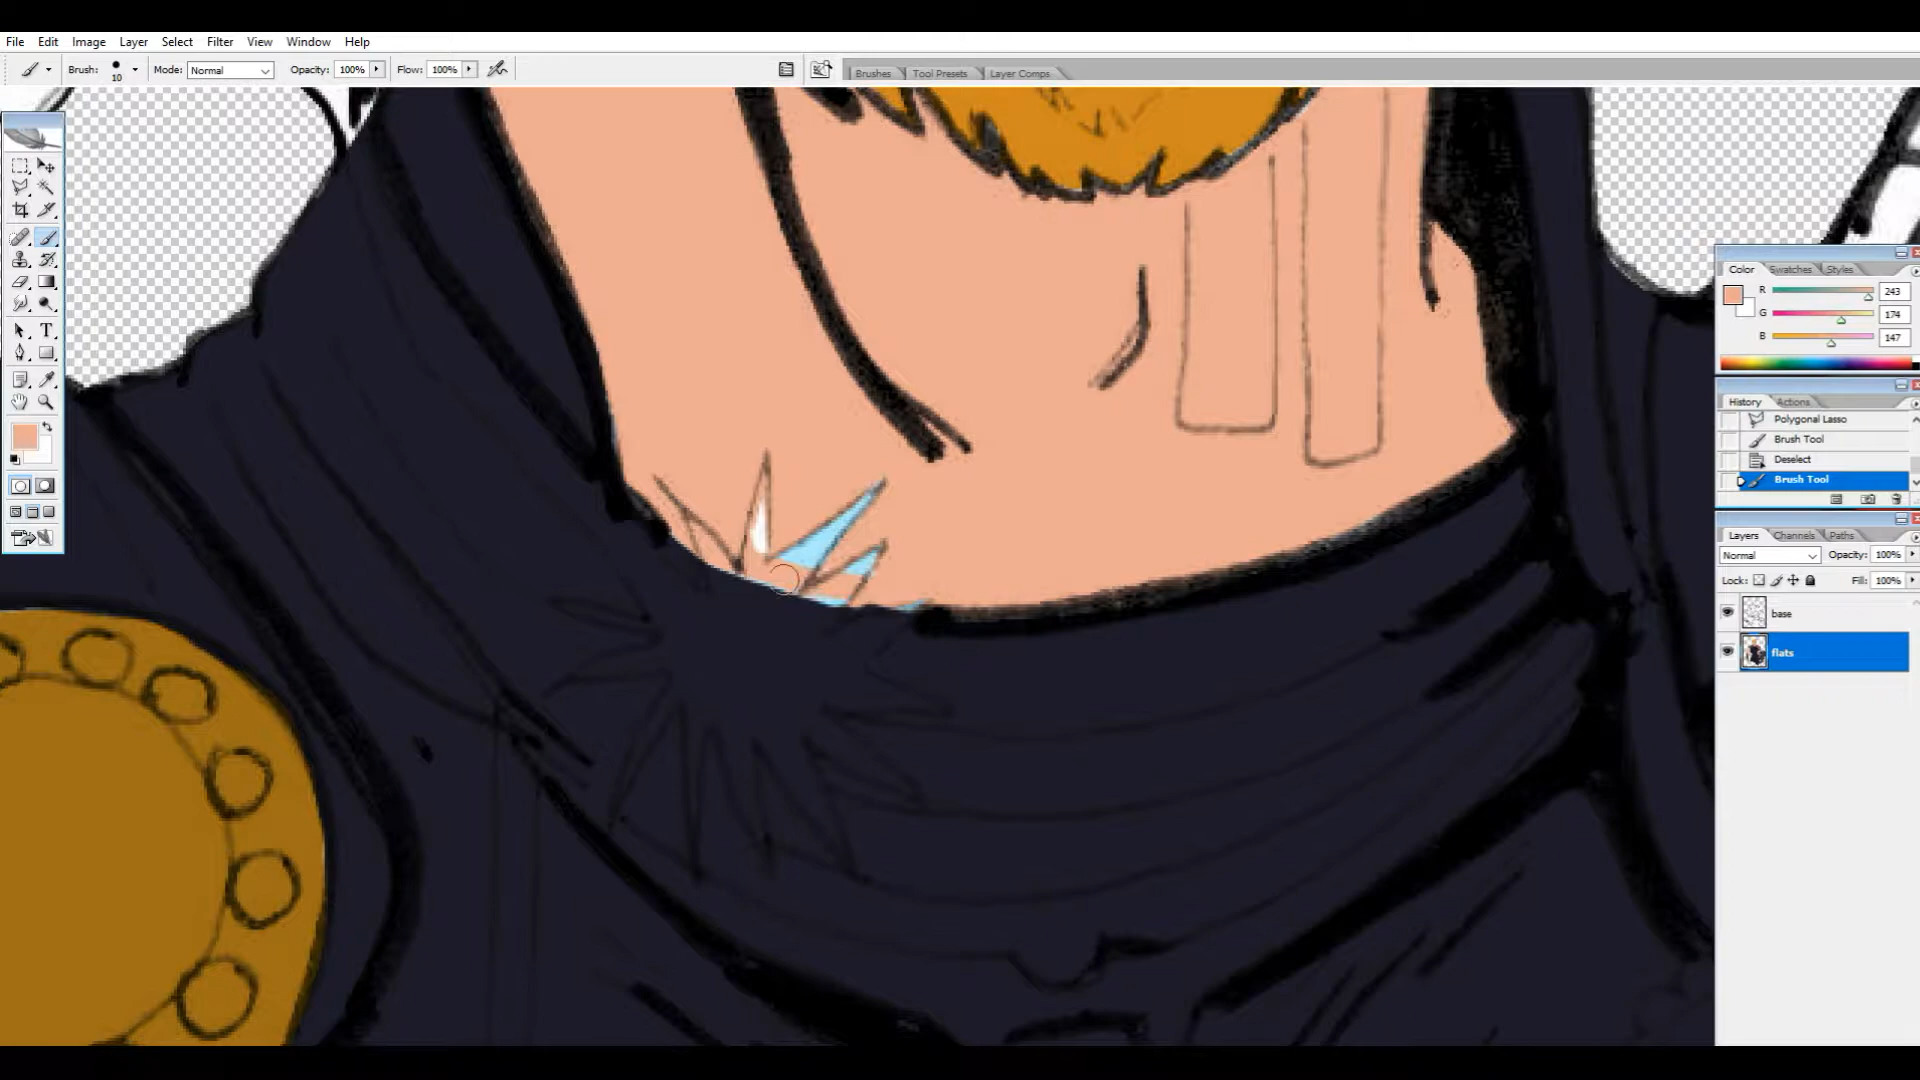 File Edit Image Layer Select Filter View Window Help
Brush: 10 Mode: Normal Opacity: 100% Flow: 100% Brushes Tool Presets Layer Comps
Color Swatches Styles
R 243
G 174
B 147
History Actions
Polygonal Lasso
Brush Tool
Deselect
Brush Tool
Layers Channels Paths
Normal Opacity: 100%
Lock: Fill: 100%
base
flats